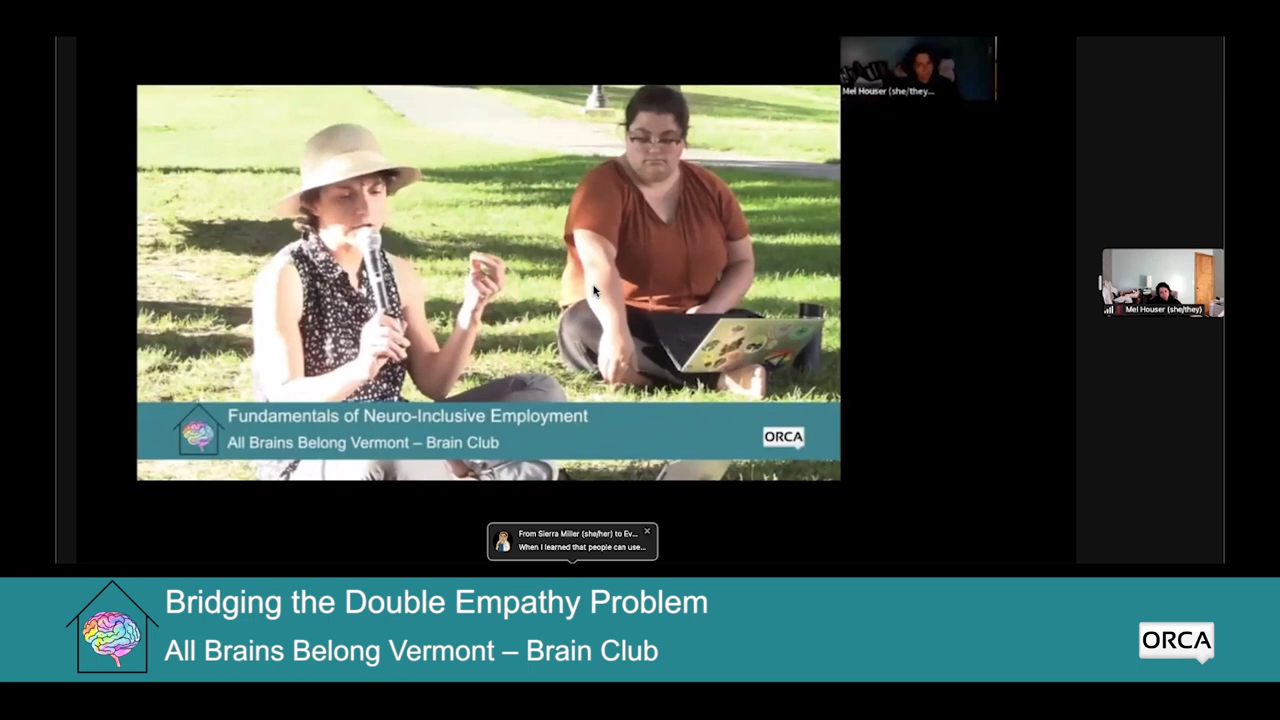 Mel Houser (she/they...
Mel Houser (she/they)
Fundamentals of Neuro-Inclusive Employment
All Brains Belong Vermont – Brain Club
ORCA
From Sierra Miller (she/her) to Ev...
When I learned that people can use...
Bridging the Double Empathy Problem
All Brains Belong Vermont – Brain Club
ORCA